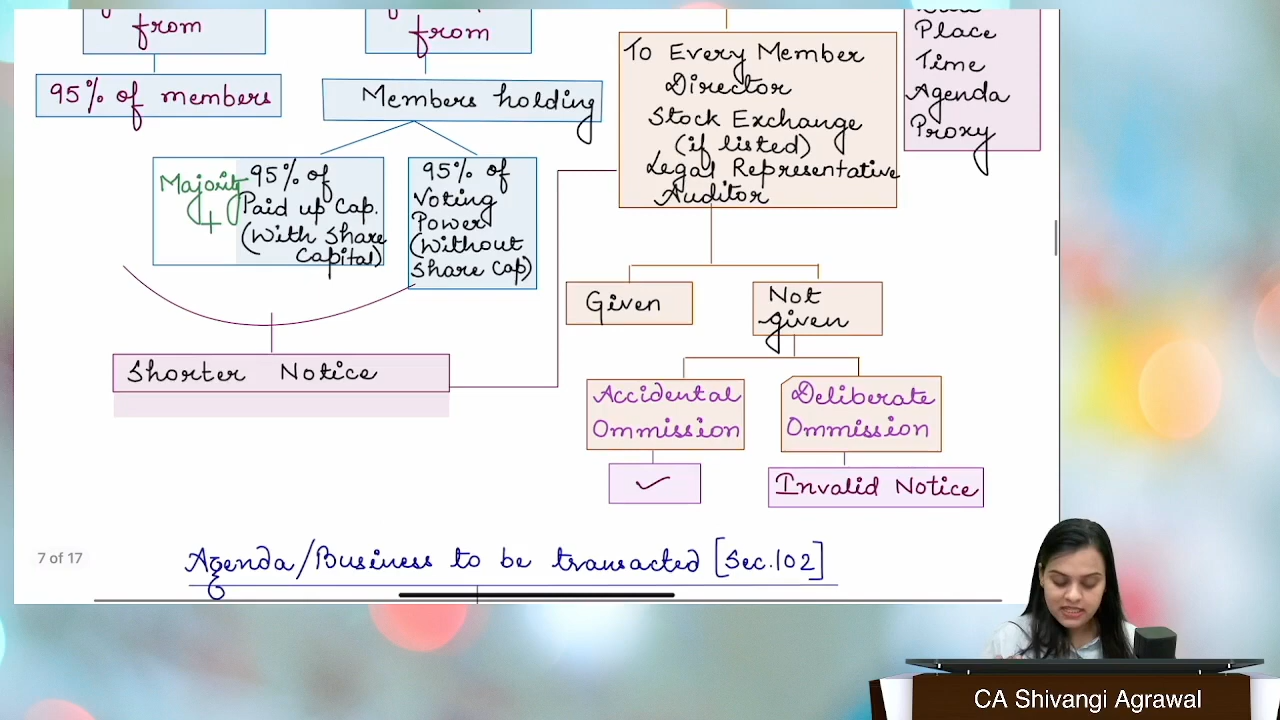 from
from
95% of members
Members holding
Majority
+
95% of
Paid up Cap.
(With Share
Capital)
95% of
Voting
Power
(Without
Share Cap)
Shorter Notice
To Every Member
Director
Stock Exchange
(if listed)
Legal Representative
Auditor
Place
Time
Agenda
Proxy
Given
Not
given
Accidental
Ommission
Deliberate
Ommission
Invalid Notice
7 of 17
Agenda/Business to be transacted [Sec.102]
CA Shivangi Agrawal